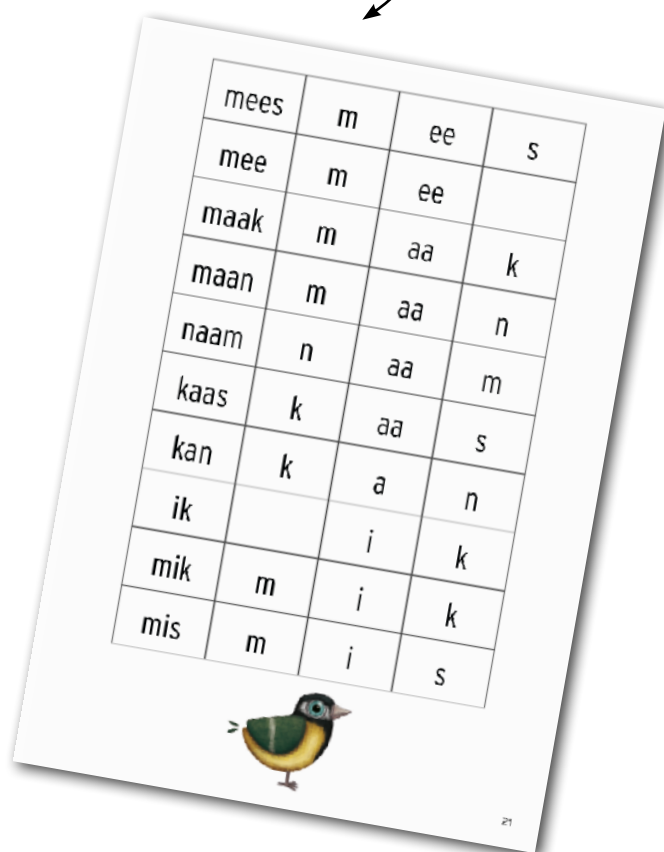 mees m ee s
mee m ee
maak m aa k
maan m aa n
naam n aa m
kaas k aa s
kan k a n
ik i k
mik m i k
mis m i s
21